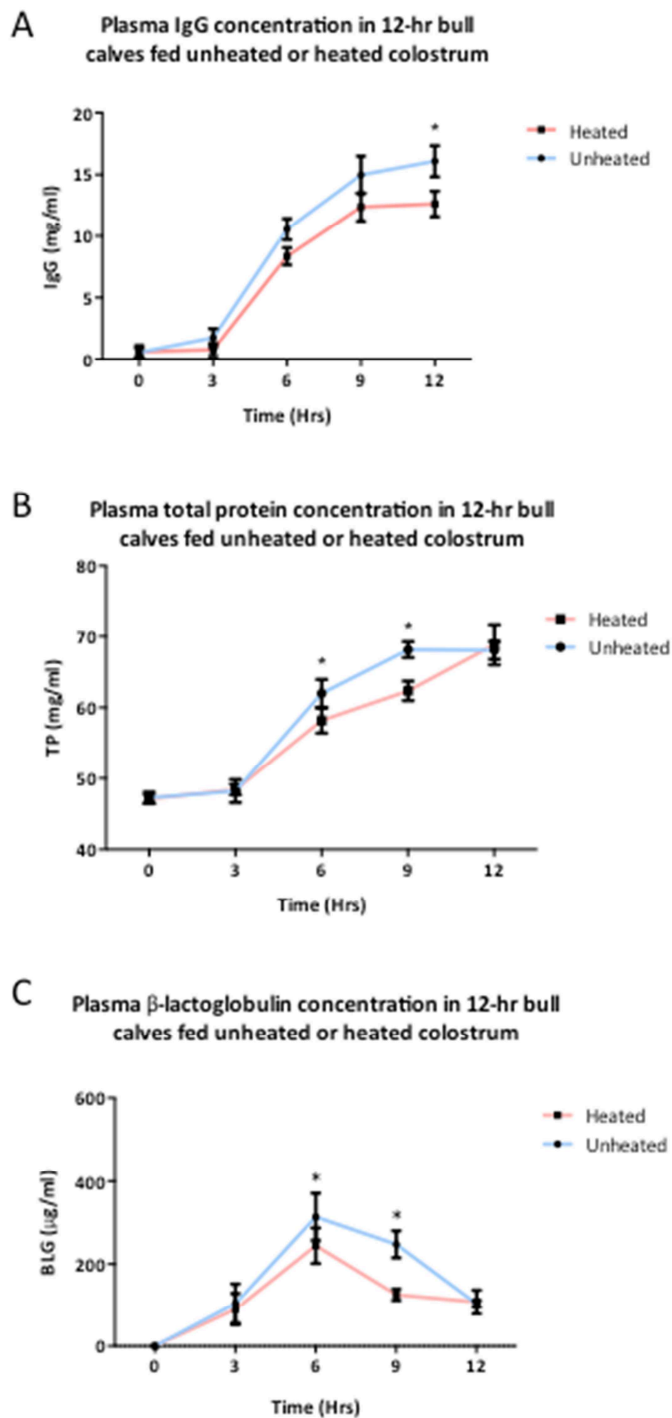 A
Plasma IgG concentration in 12-hr bull
calves fed unheated or heated colostrum
20
15
10
5
0
IgG (mg/ml)
*
Heated
Unheated
0 3 6 9 12
Time (Hrs)
B
Plasma total protein concentration in 12-hr bull
calves fed unheated or heated colostrum
80
70
60
50
40
TP (mg/ml)
* *
Heated
Unheated
0 3 6 9 12
Time (Hrs)
C
Plasma β-lactoglobulin concentration in 12-hr bull
calves fed unheated or heated colostrum
600
400
200
0
BLG (μg/ml)
* *
Heated
Unheated
0 3 6 9 12
Time (Hrs)